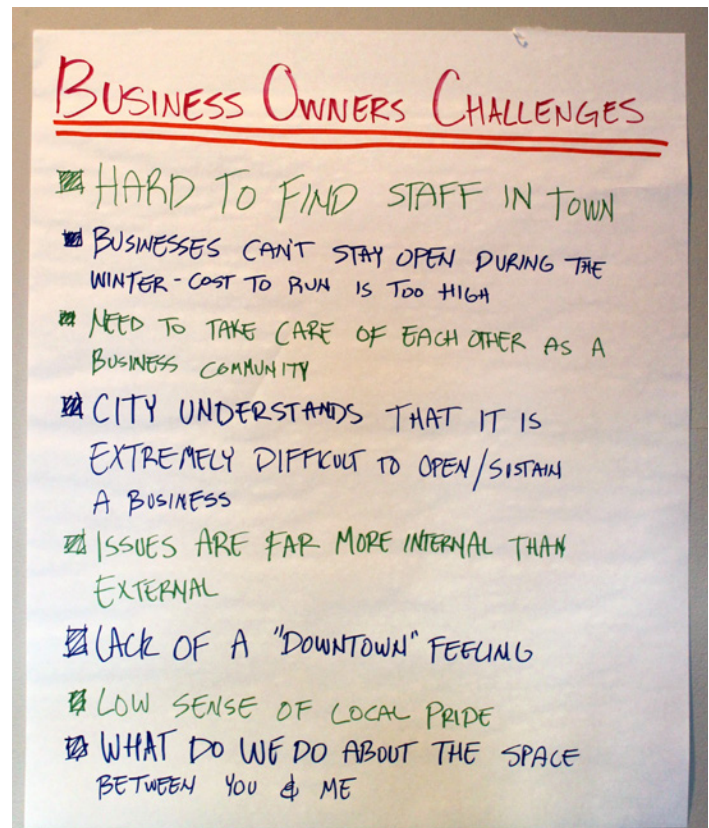 BUSINESS OWNERS CHALLENGES
HARD TO FIND STAFF IN TOWN
BUSINESSES CAN'T STAY OPEN DURING THE
WINTER - COST TO RUN IS TOO HIGH
NEED TO TAKE CARE OF EACH OTHER AS A
BUSINESS COMMUNITY
CITY UNDERSTANDS THAT IT IS
EXTREMELY DIFFICULT TO OPEN/SUSTAIN
A BUSINESS
ISSUES ARE FAR MORE INTERNAL THAN
EXTERNAL
LACK OF A "DOWNTOWN" FEELING
LOW SENSE OF LOCAL PRIDE
WHAT DO WE DO ABOUT THE SPACE
BETWEEN YOU & ME